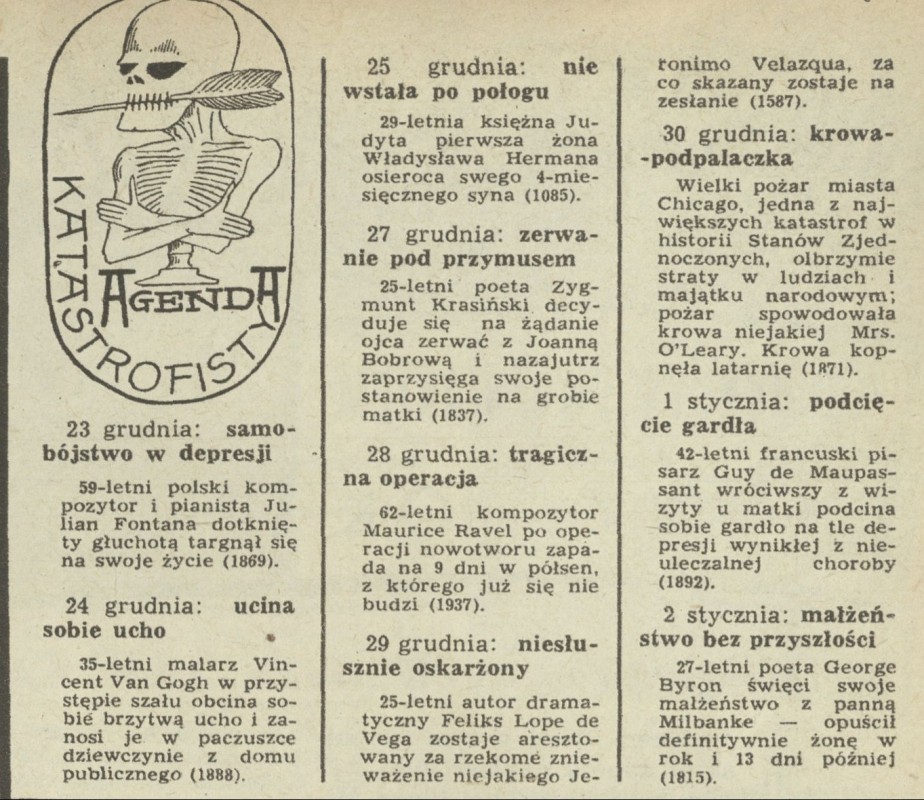 AGENDA
KATASTROFISTY
23 grudnia: samo-
bójstwo w depresji
59-letni polski kom-
pozytor i pianista Ju-
lian Fontana dotknię-
ty głuchotą targnął się
na swoje życie (1869).
24 grudnia: ucina
sobie ucho
35-letni malarz Vin-
cent Van Gogh w przy-
stępie szału obcina so-
bie brzytwą ucho i za-
nosi je w paczuszce
dziewczynie z domu
publicznego (1888).
25 grudnia: nie
wstała po połogu
29-letnia księżna Ju-
dyta pierwsza żona
Władysława Hermana
osieroca swego 4-mie-
sięcznego syna (1085).
27 grudnia: zerwa-
nie pod przymusem
25-letni poeta Zyg-
munt Krasiński decy-
duje się na żądanie
ojca zerwać z Joanną
Bobrową i nazajutrz
zaprzysięga swoje po-
stanowienie na grobie
matki (1837).
28 grudnia: tragicz-
na operacja
62-letni kompozytor
Maurice Ravel po ope-
racji nowotworu zapa-
da na 9 dni w półsen,
z którego już się nie
budzi (1937).
29 grudnia: niesłu-
sznie oskarżony
25-letni autor drama-
tyczny Feliks Lope de
Vega zostaje areszto-
wany za rzekome znie-
ważenie niejakiego Je-
ronimo Velazqua, za
co skazany zostaje na
zesłanie (1587).
30 grudnia: krowa-
-podpalaczka
Wielki pożar miasta
Chicago, jedna z naj-
większych katastrof w
historii Stanów Zjed-
noczonych, olbrzymie
straty w ludziach i
majątku narodowym;
pożar spowodowała
krowa niejakiej Mrs.
O'Leary. Krowa kop-
nęła latarnię (1871).
1 stycznia: podcię-
cie gardła
42-letni francuski pi-
sarz Guy de Maupas-
sant wróciwszy z wi-
zyty u matki podcina
sobie gardło na tle de-
presji wynikłej z nie-
uleczalnej choroby
(1892).
2 stycznia: małżeń-
stwo bez przyszłości
27-letni poeta George
Byron święci swoje
małżeństwo z panną
Milbanke — opuścił
definitywnie żonę w
rok i 13 dni później
(1815).